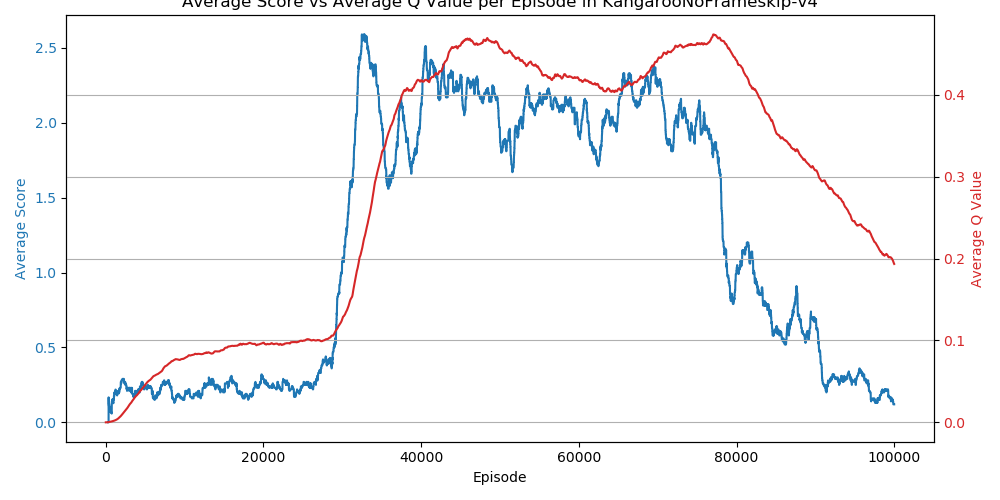 Average Score vs Average Q Value per Episode in KangarooNoFrameskip-v4
2.5
2.0
1.5
1.0
0.5
0.0
Average Score
0.4
0.3
0.2
0.1
0.0
Average Q Value
0 20000 40000 60000 80000 100000
Episode